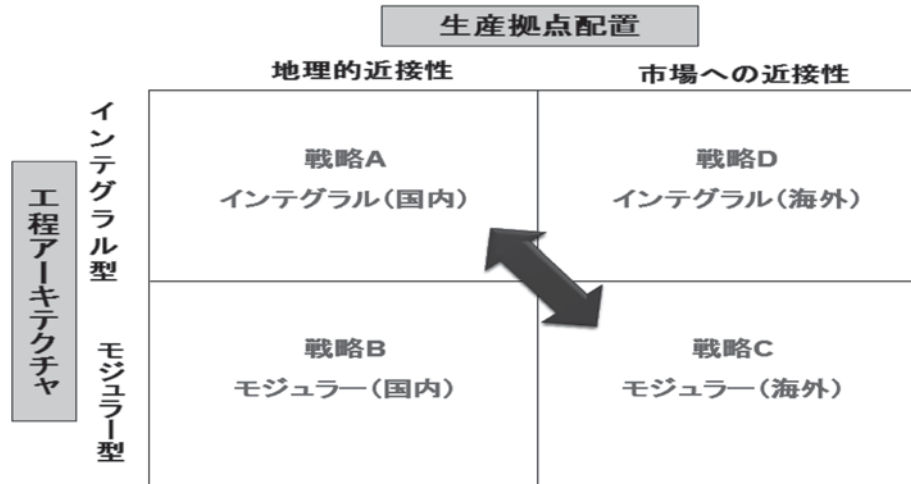 生産拠点配置
地理的近接性
市場への近接性
工程アーキテクチャ
インテグラル型
戦略A
インテグラル(国内)
戦略D
インテグラル(海外)
モジュラー型
戦略B
モジュラー(国内)
戦略C
モジュラー(海外)